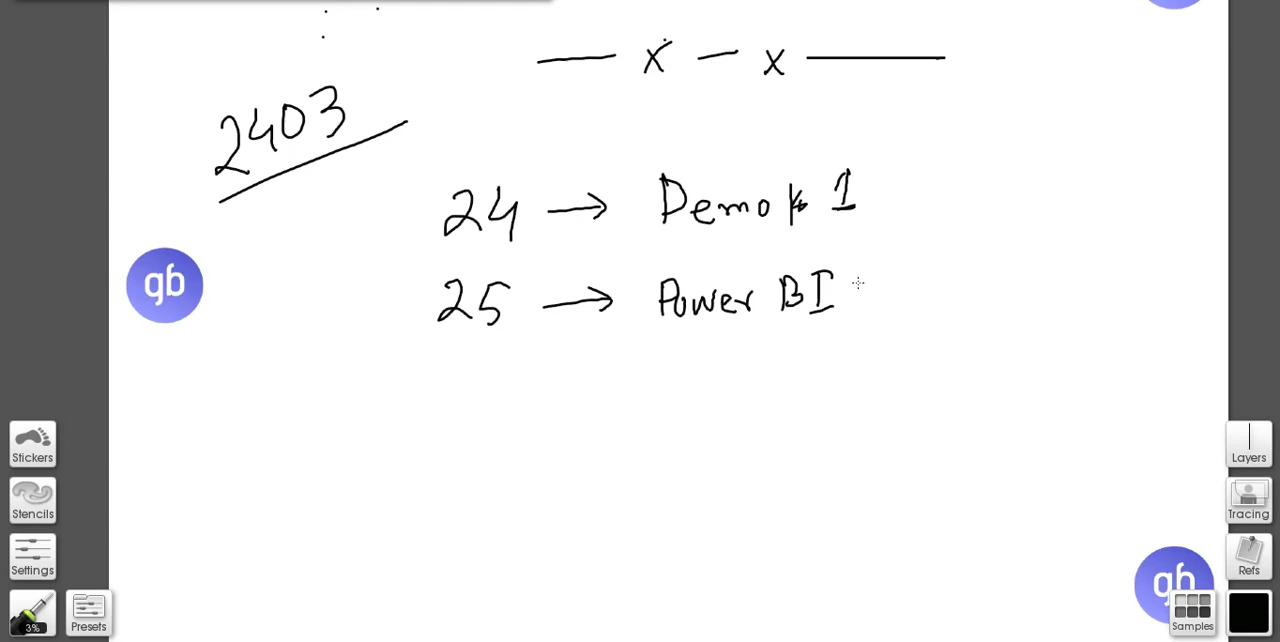 — x — x —
2403
24 → Demo 1
gb
25 → Power BI
Stickers
Stencils
Settings
3%
Presets
Layers
Tracing
Refs
gb
Samples